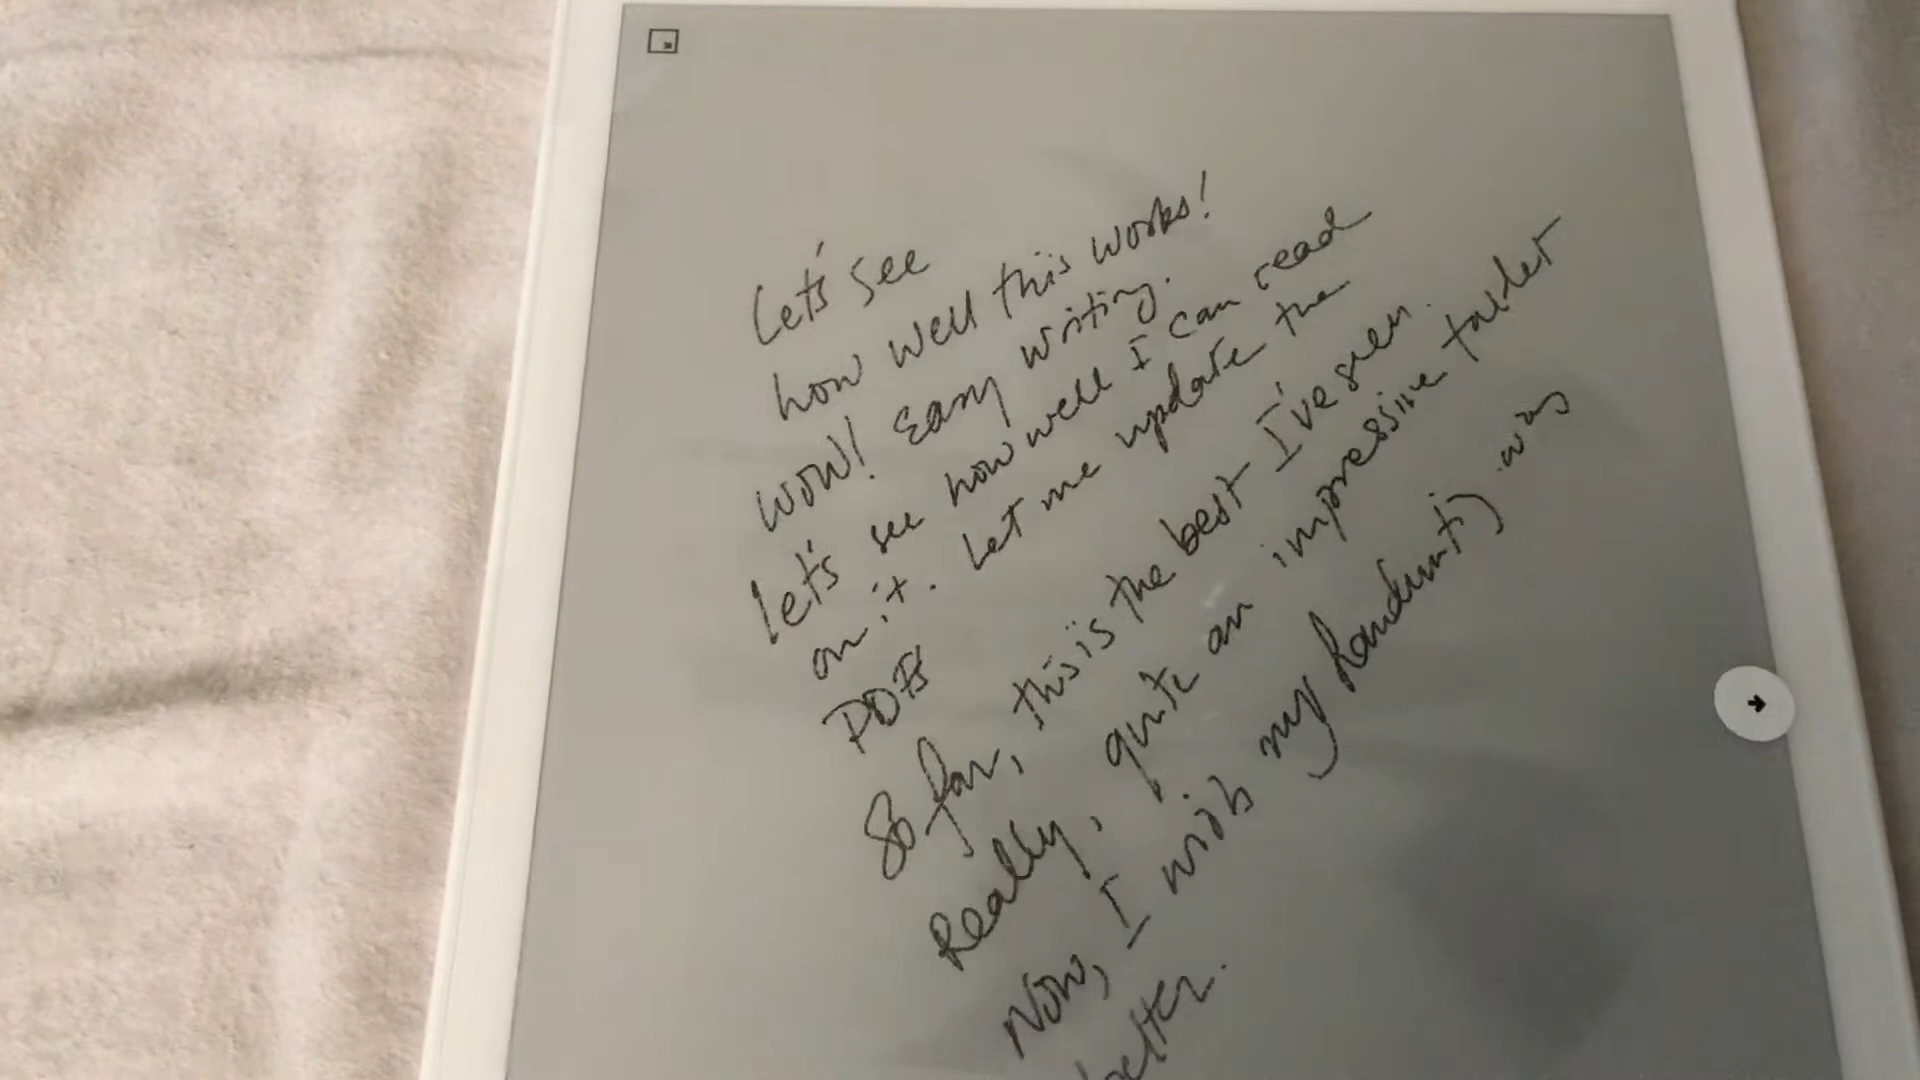 Let's see
how well this works!
WOW! Easy writing.
Let's see how well I can read
on it. Let me update the
PDFs
So far, this is the best I've seen.
Really, quite an impressive tablet
Now, I wish my handwriting was
better.